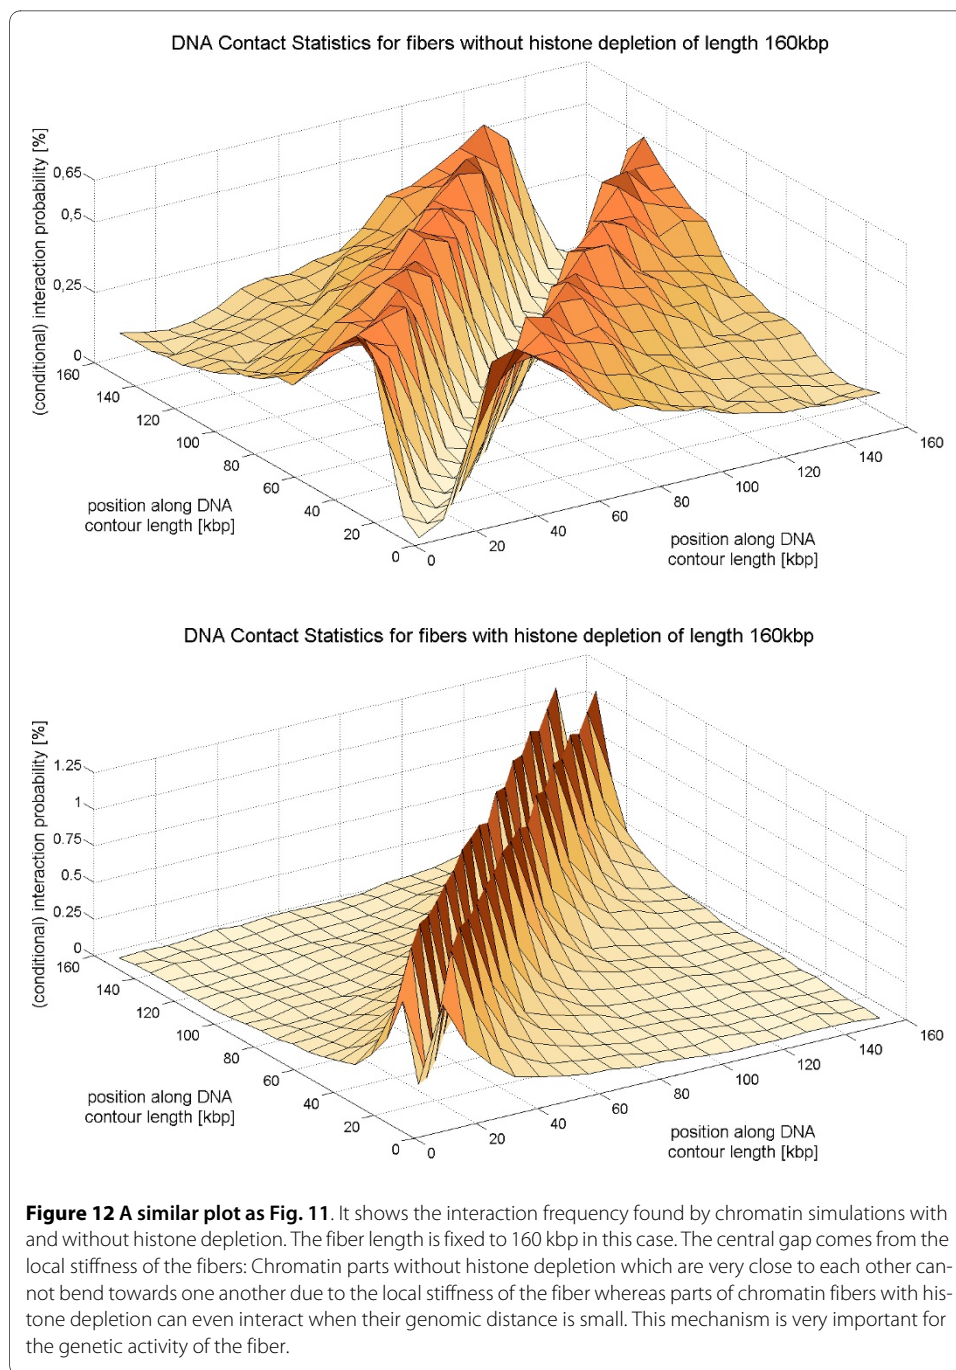 DNA Contact Statistics for fibers without histone depletion of length 160kbp
(conditional) interaction probability [%]
0,65
0,5
0,25
0
160
140
120
100
80
60
40
20
0
position along DNA
contour length [kbp]
0
20
40
60
80
100
120
140
160
position along DNA
contour length [kbp]
DNA Contact Statistics for fibers with histone depletion of length 160kbp
(conditional) interaction probability [%]
1.25
1
0.75
0.5
0.25
0
160
140
120
100
80
60
40
20
0
position along DNA
contour length [kbp]
0
20
40
60
80
100
120
140
160
position along DNA
contour length [kbp]
Figure 12 A similar plot as Fig. 11. It shows the interaction frequency found by chromatin simulations with
and without histone depletion. The fiber length is fixed to 160 kbp in this case. The central gap comes from the
local stiffness of the fibers: Chromatin parts without histone depletion which are very close to each other can-
not bend towards one another due to the local stiffness of the fiber whereas parts of chromatin fibers with his-
tone depletion can even interact when their genomic distance is small. This mechanism is very important for
the genetic activity of the fiber.